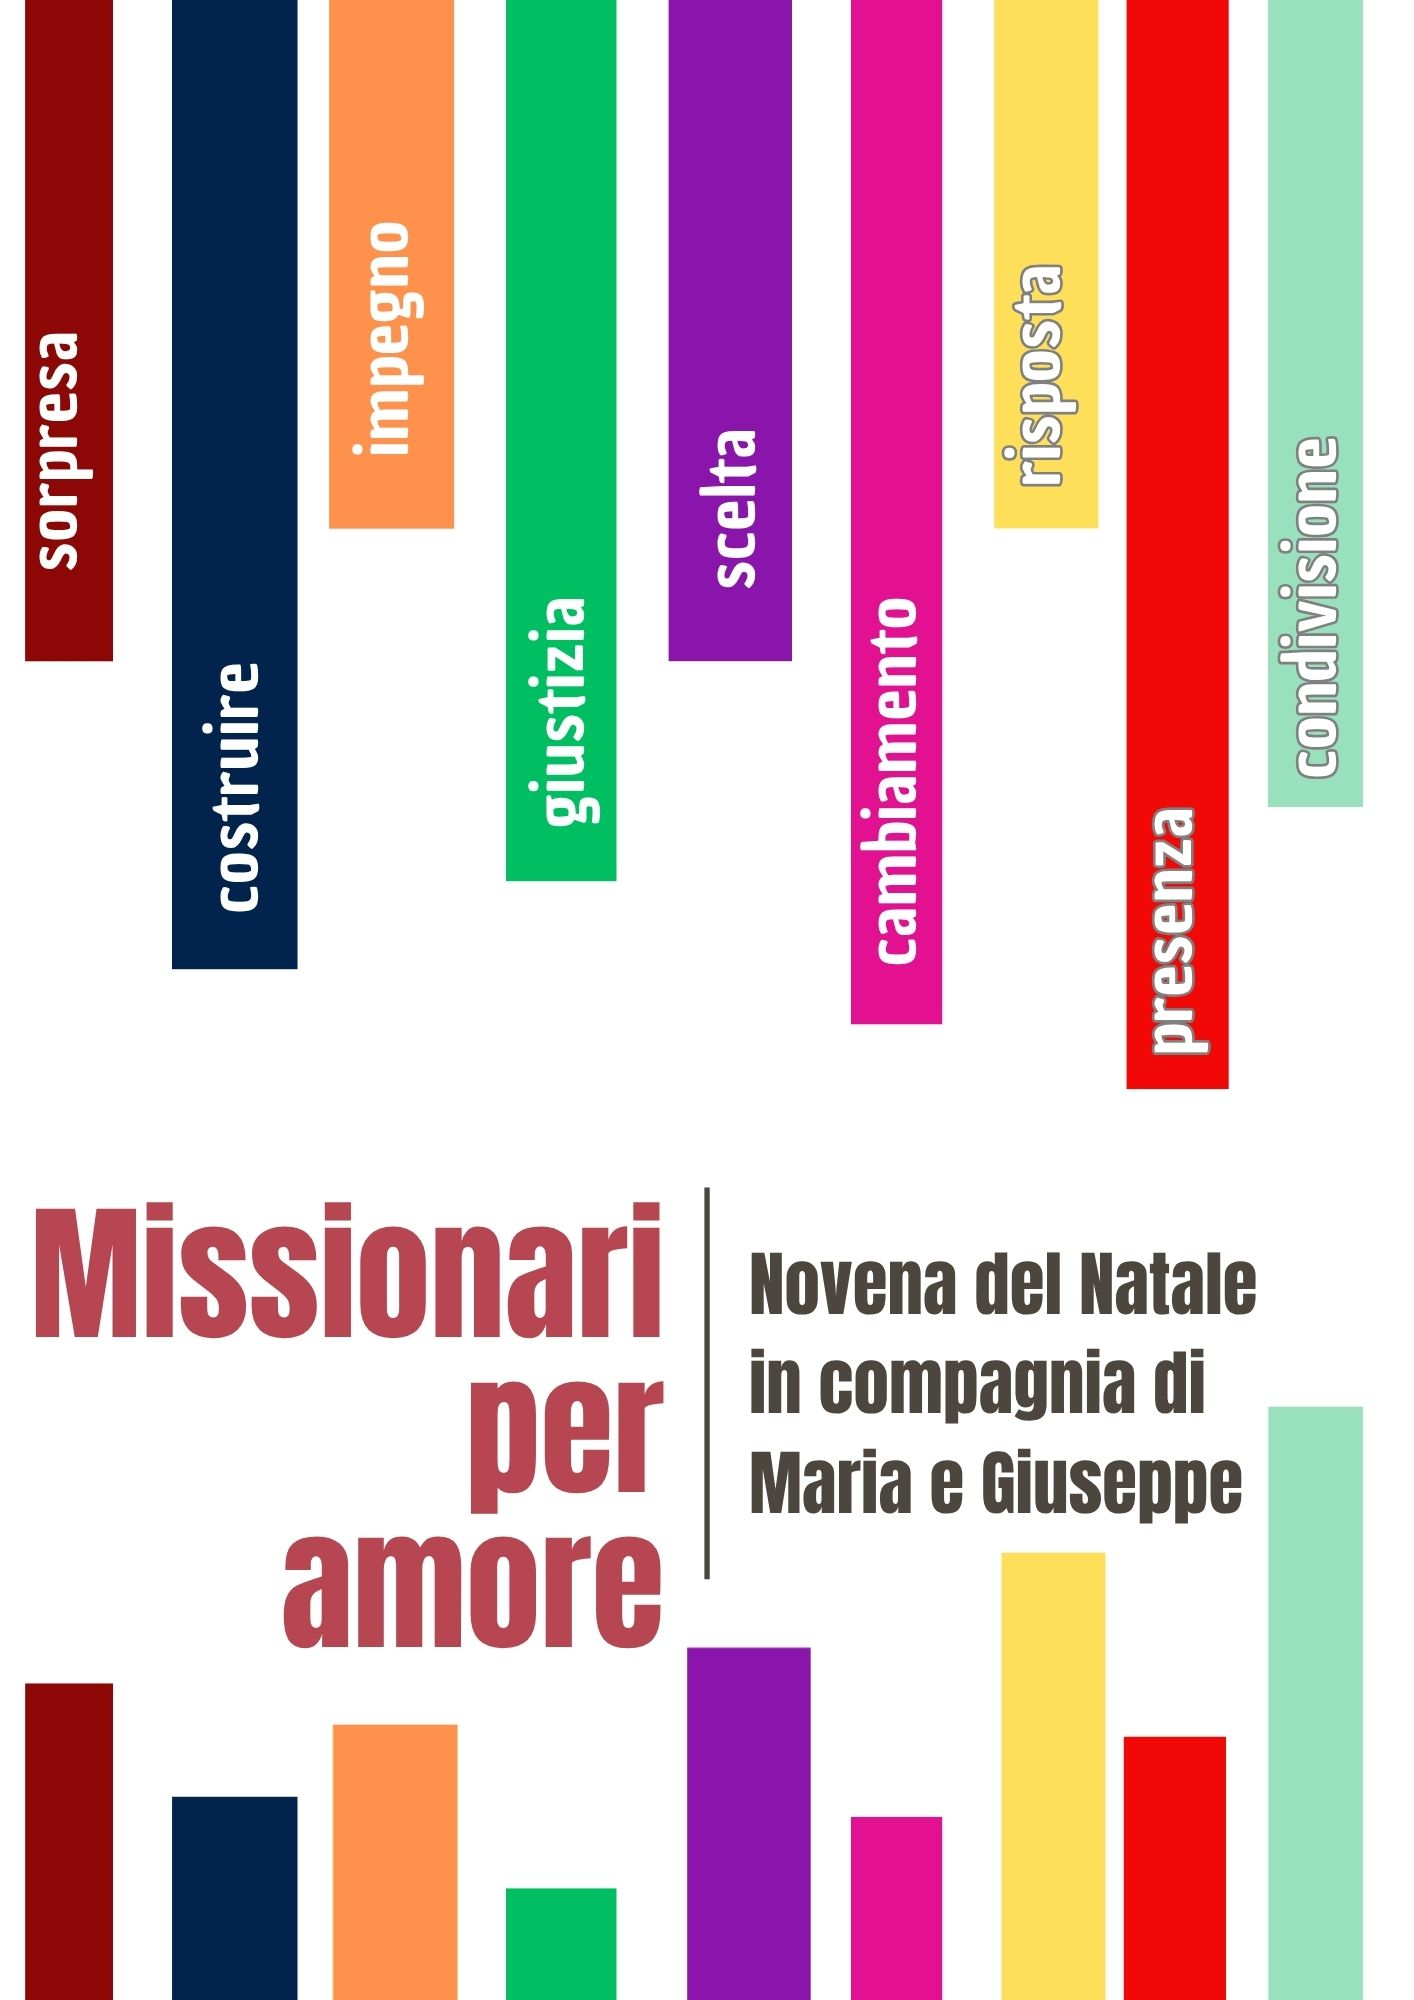 sorpresa
costruire
impegno
giustizia
scelta
cambiamento
risposta
presenza
condivisione
Missionari
per
amore
Novena del Natale
in compagnia di
Maria e Giuseppe